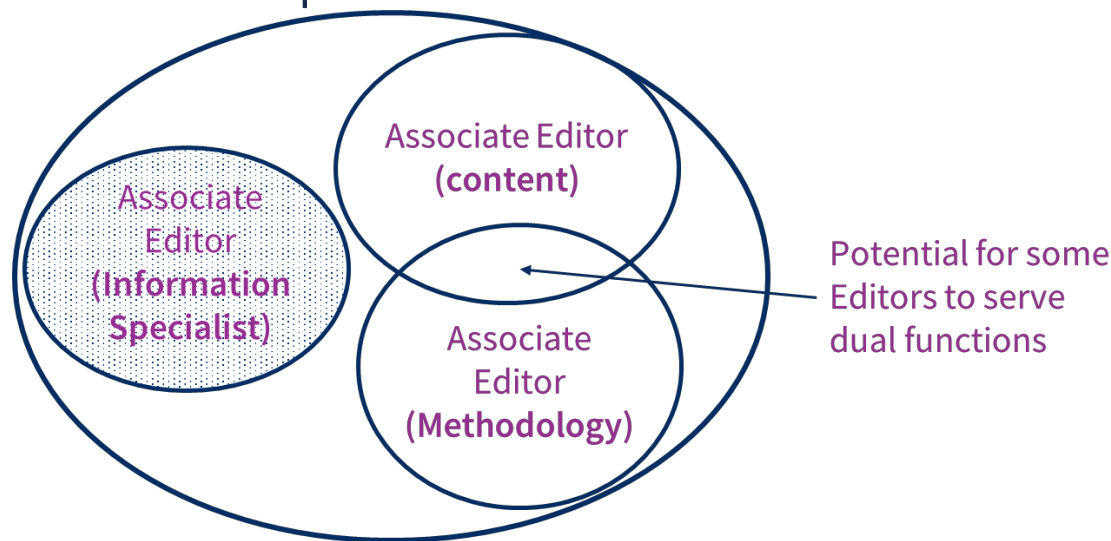 Associate Editor
(content)
Associate
Editor
(Information
Specialist)
Potential for some
Editors to serve
dual functions
Associate
Editor
(Methodology)